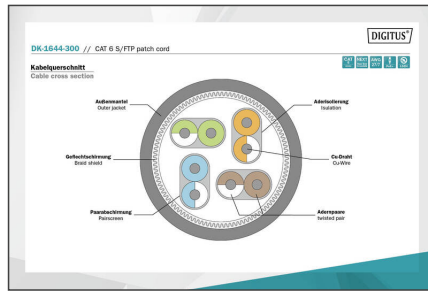 DIGITUS®
DK-1644-300 // CAT 6 S/FTP patch cord
Kabelquerschnitt
Cable cross section
Außenmantel
Outer jacket
Aderisolierung
Insulation
Geflechtschirmung
Braid shield
Cu-Draht
Cu-Wire
Paarabschirmung
Pairscreen
Adernpaare
twisted pair